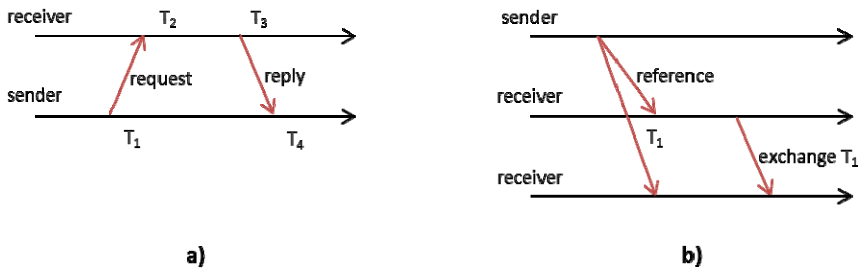 receiver
T₂
T₃
request
reply
sender
T₁
T₄
a)
sender
reference
receiver
T₁
exchange T₁
receiver
b)